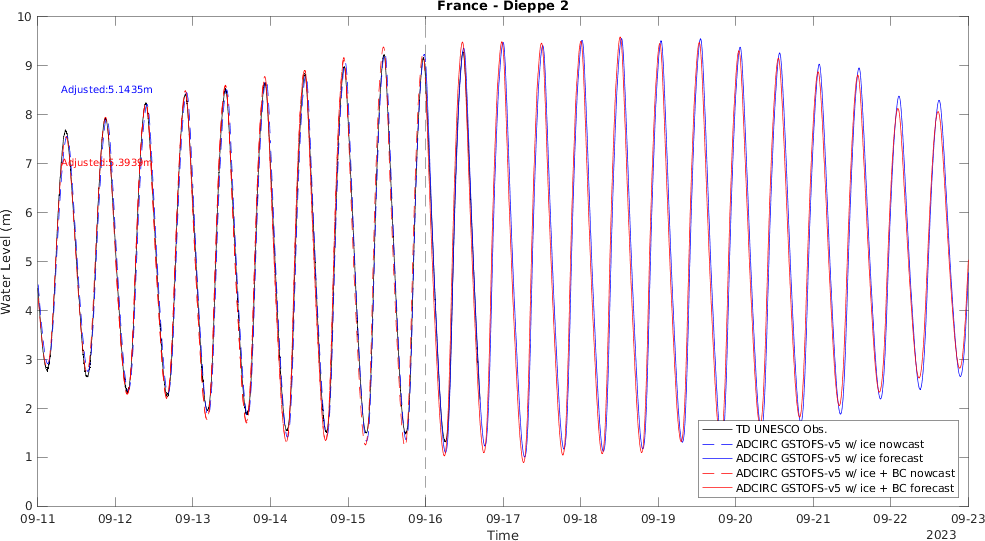 France - Dieppe 2
10
9
8
7
6
5
4
3
2
1
0
Water Level (m)
Adjusted:5.1435m
Adjusted:5.3939m
TD UNESCO Obs.
ADCIRC GSTOFS-v5 w/ ice nowcast
ADCIRC GSTOFS-v5 w/ ice forecast
ADCIRC GSTOFS-v5 w/ ice + BC nowcast
ADCIRC GSTOFS-v5 w/ ice + BC forecast
09-11 09-12 09-13 09-14 09-15 09-16 09-17 09-18 09-19 09-20 09-21 09-22 09-23
Time
2023